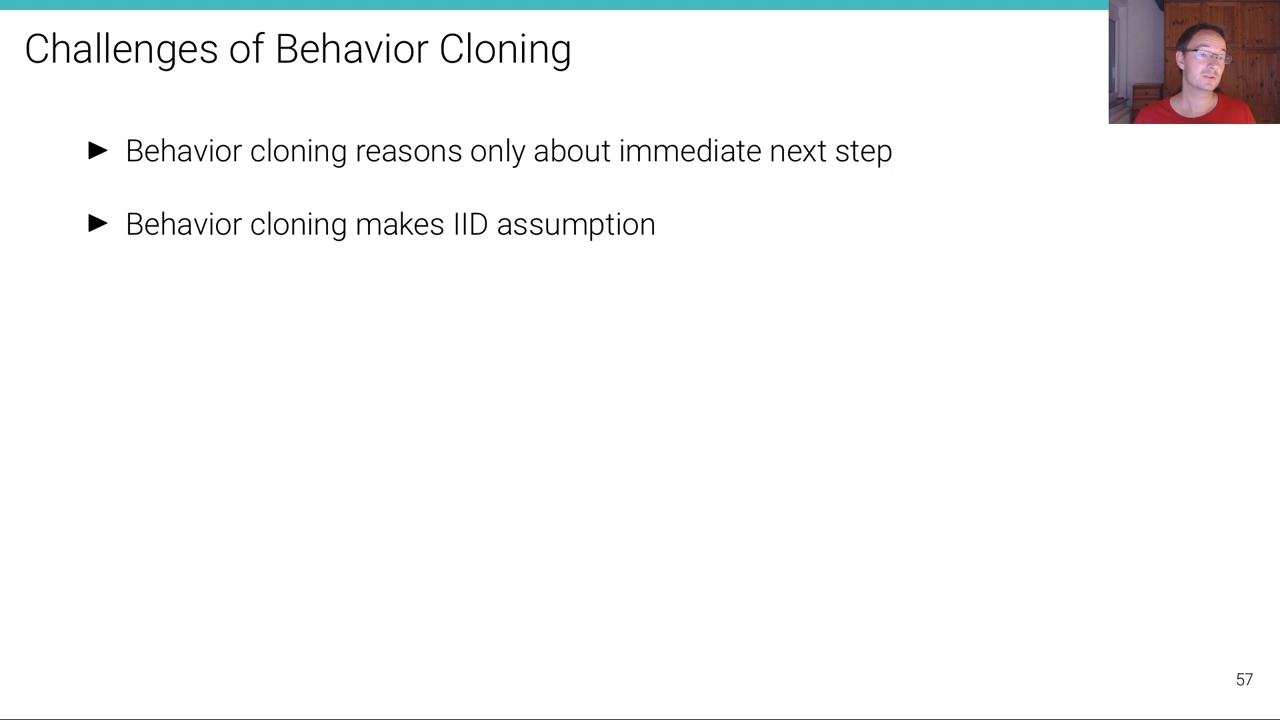 Challenges of Behavior Cloning
► Behavior cloning reasons only about immediate next step
► Behavior cloning makes IID assumption
57